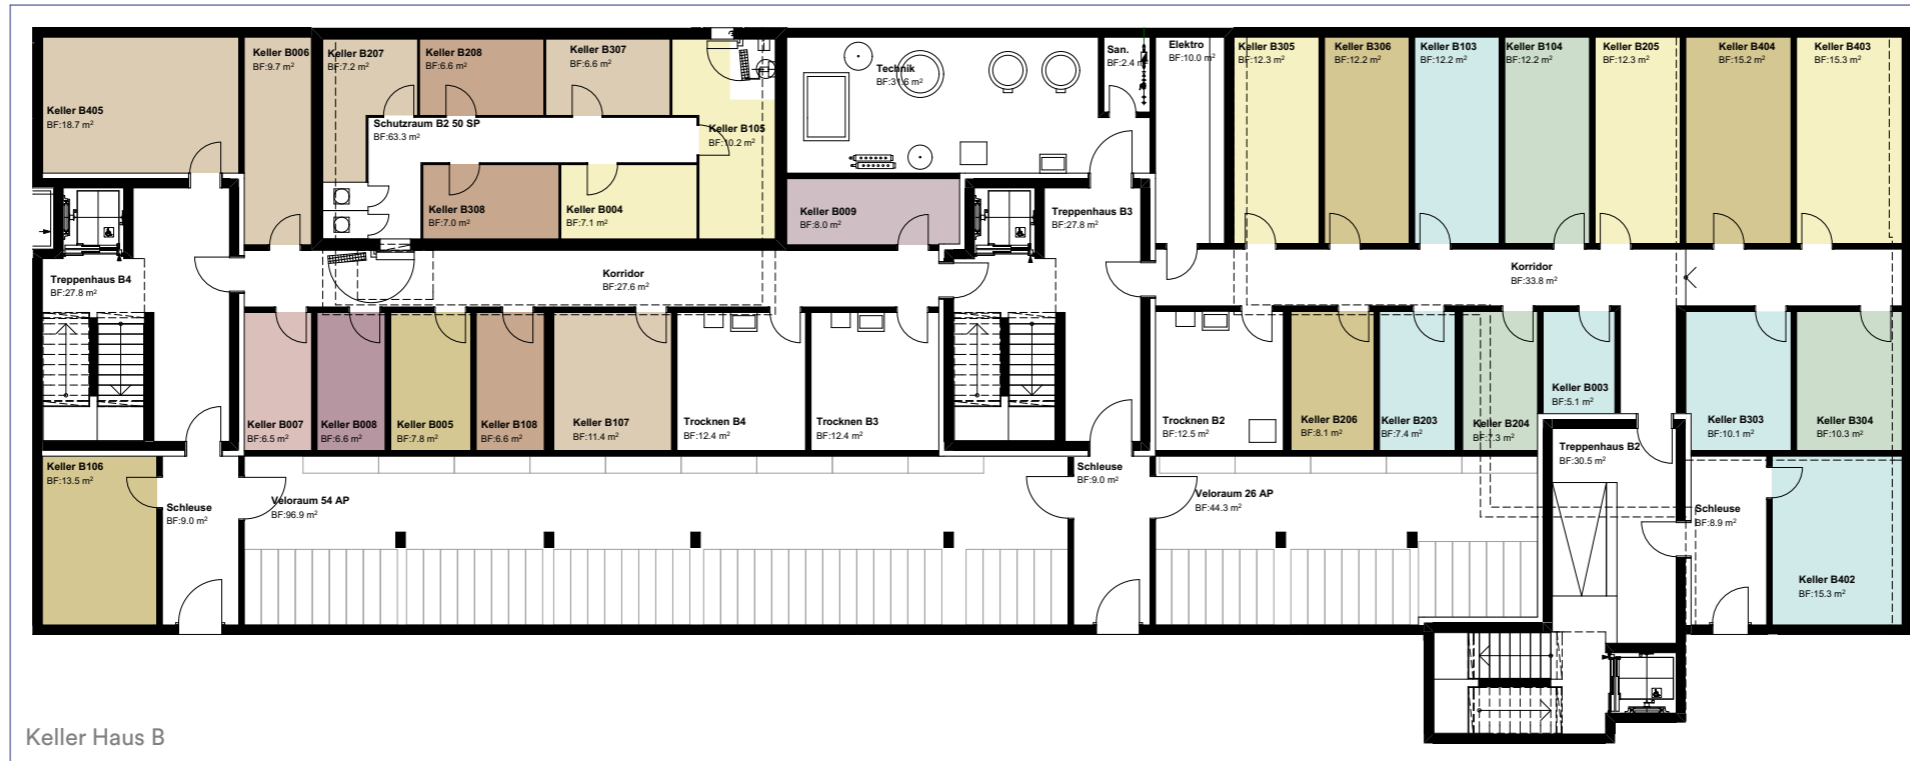 Keller B405
BF:18.7 m²
Keller B006
BF:9.7 m²
Keller B207
BF:7.2 m²
Keller B208
BF:6.6 m²
Keller B307
BF:6.6 m²
Keller B105
BF:10.2 m²
Schutzraum B2 50 SP
BF:63.3 m²
Keller B308
BF:7.0 m²
Keller B004
BF:7.1 m²
Technik
BF:31.6 m²
San.
BF:2.4 m²
Elektro
BF:10.0 m²
Keller B305
BF:12.3 m²
Keller B306
BF:12.2 m²
Keller B103
BF:12.2 m²
Keller B104
BF:12.2 m²
Keller B205
BF:12.3 m²
Keller B404
BF:15.2 m²
Keller B403
BF:15.3 m²
Keller B009
BF:8.0 m²
Treppenhaus B3
BF:27.8 m²
Treppenhaus B4
BF:27.8 m²
Korridor
BF:27.6 m²
Korridor
BF:33.8 m²
Keller B007
BF:6.5 m²
Keller B008
BF:6.6 m²
Keller B005
BF:7.8 m²
Keller B108
BF:6.6 m²
Keller B107
BF:11.4 m²
Trocknen B4
BF:12.4 m²
Trocknen B3
BF:12.4 m²
Trocknen B2
BF:12.5 m²
Keller B206
BF:8.1 m²
Keller B203
BF:7.4 m²
Keller B204
BF:7.3 m²
Keller B003
BF:5.1 m²
Keller B303
BF:10.1 m²
Keller B304
BF:10.3 m²
Treppenhaus B2
BF:30.5 m²
Keller B106
BF:13.5 m²
Schleuse
BF:9.0 m²
Veloraum 54 AP
BF:96.9 m²
Schleuse
BF:9.0 m²
Veloraum 26 AP
BF:44.3 m²
Schleuse
BF:8.9 m²
Keller B402
BF:15.3 m²
Keller Haus B